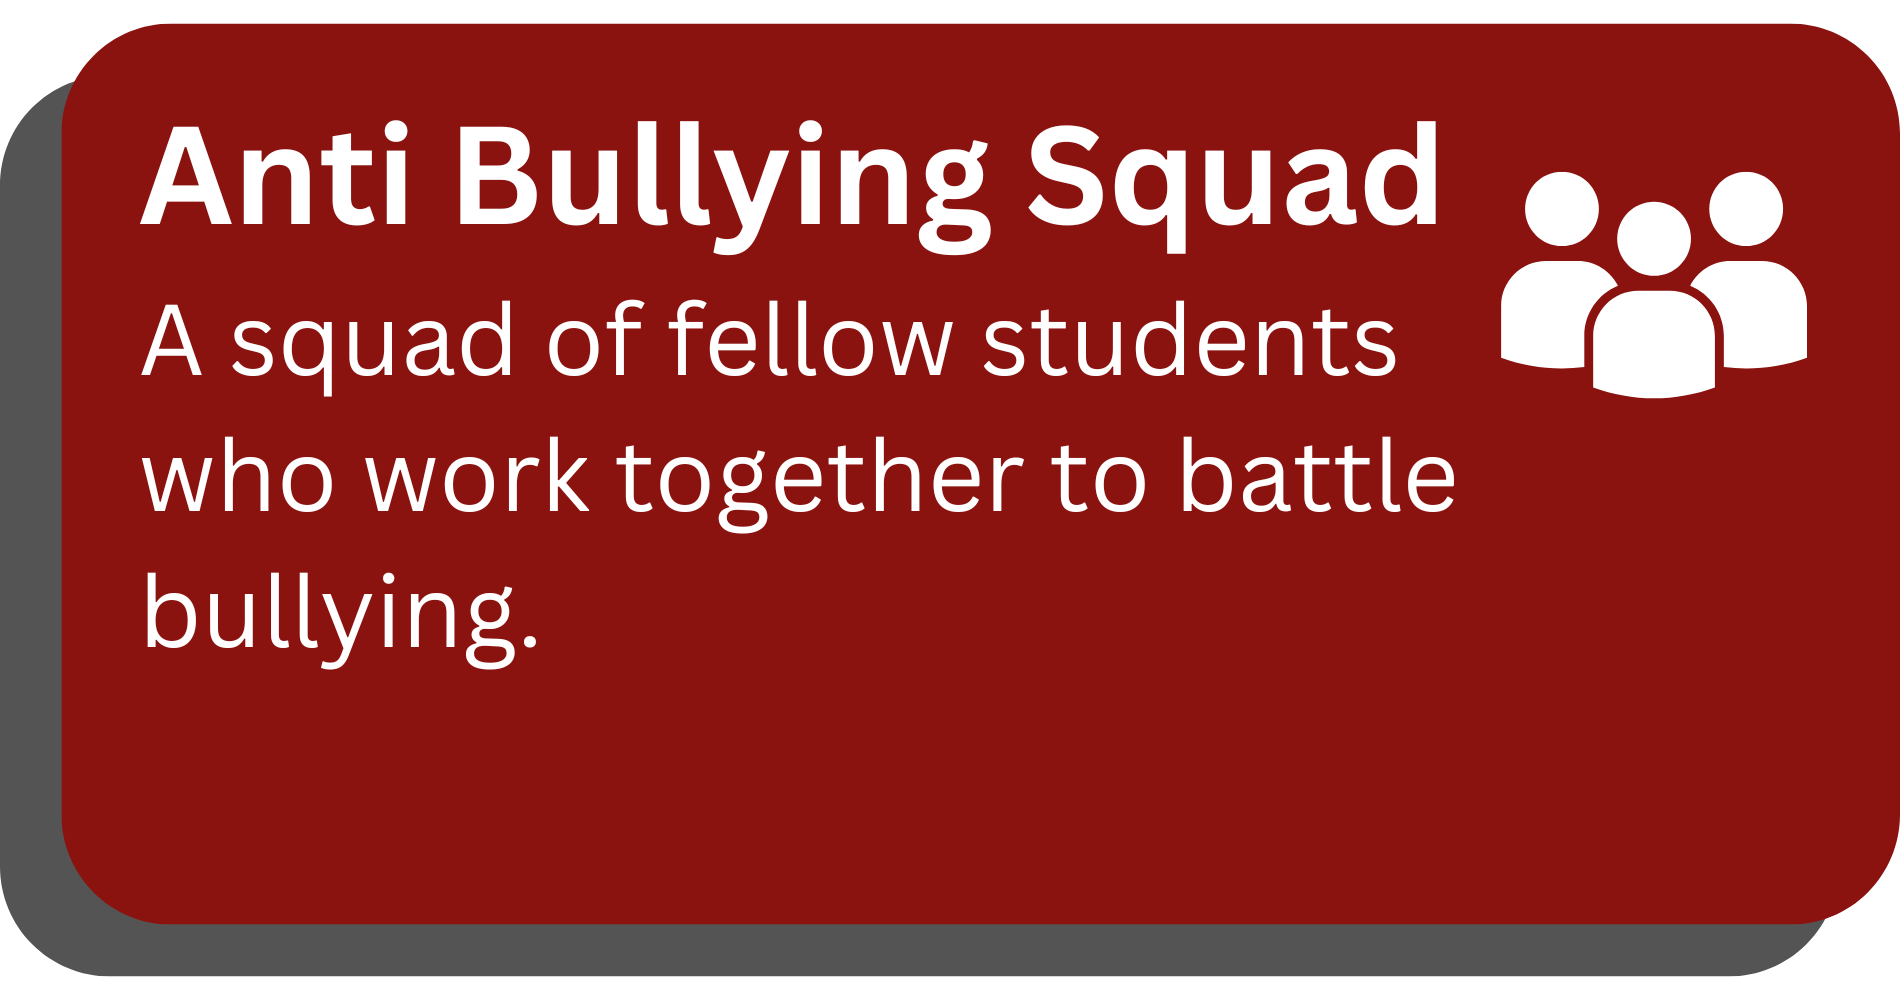 Anti Bullying Squad
A squad of fellow students
who work together to battle
bullying.